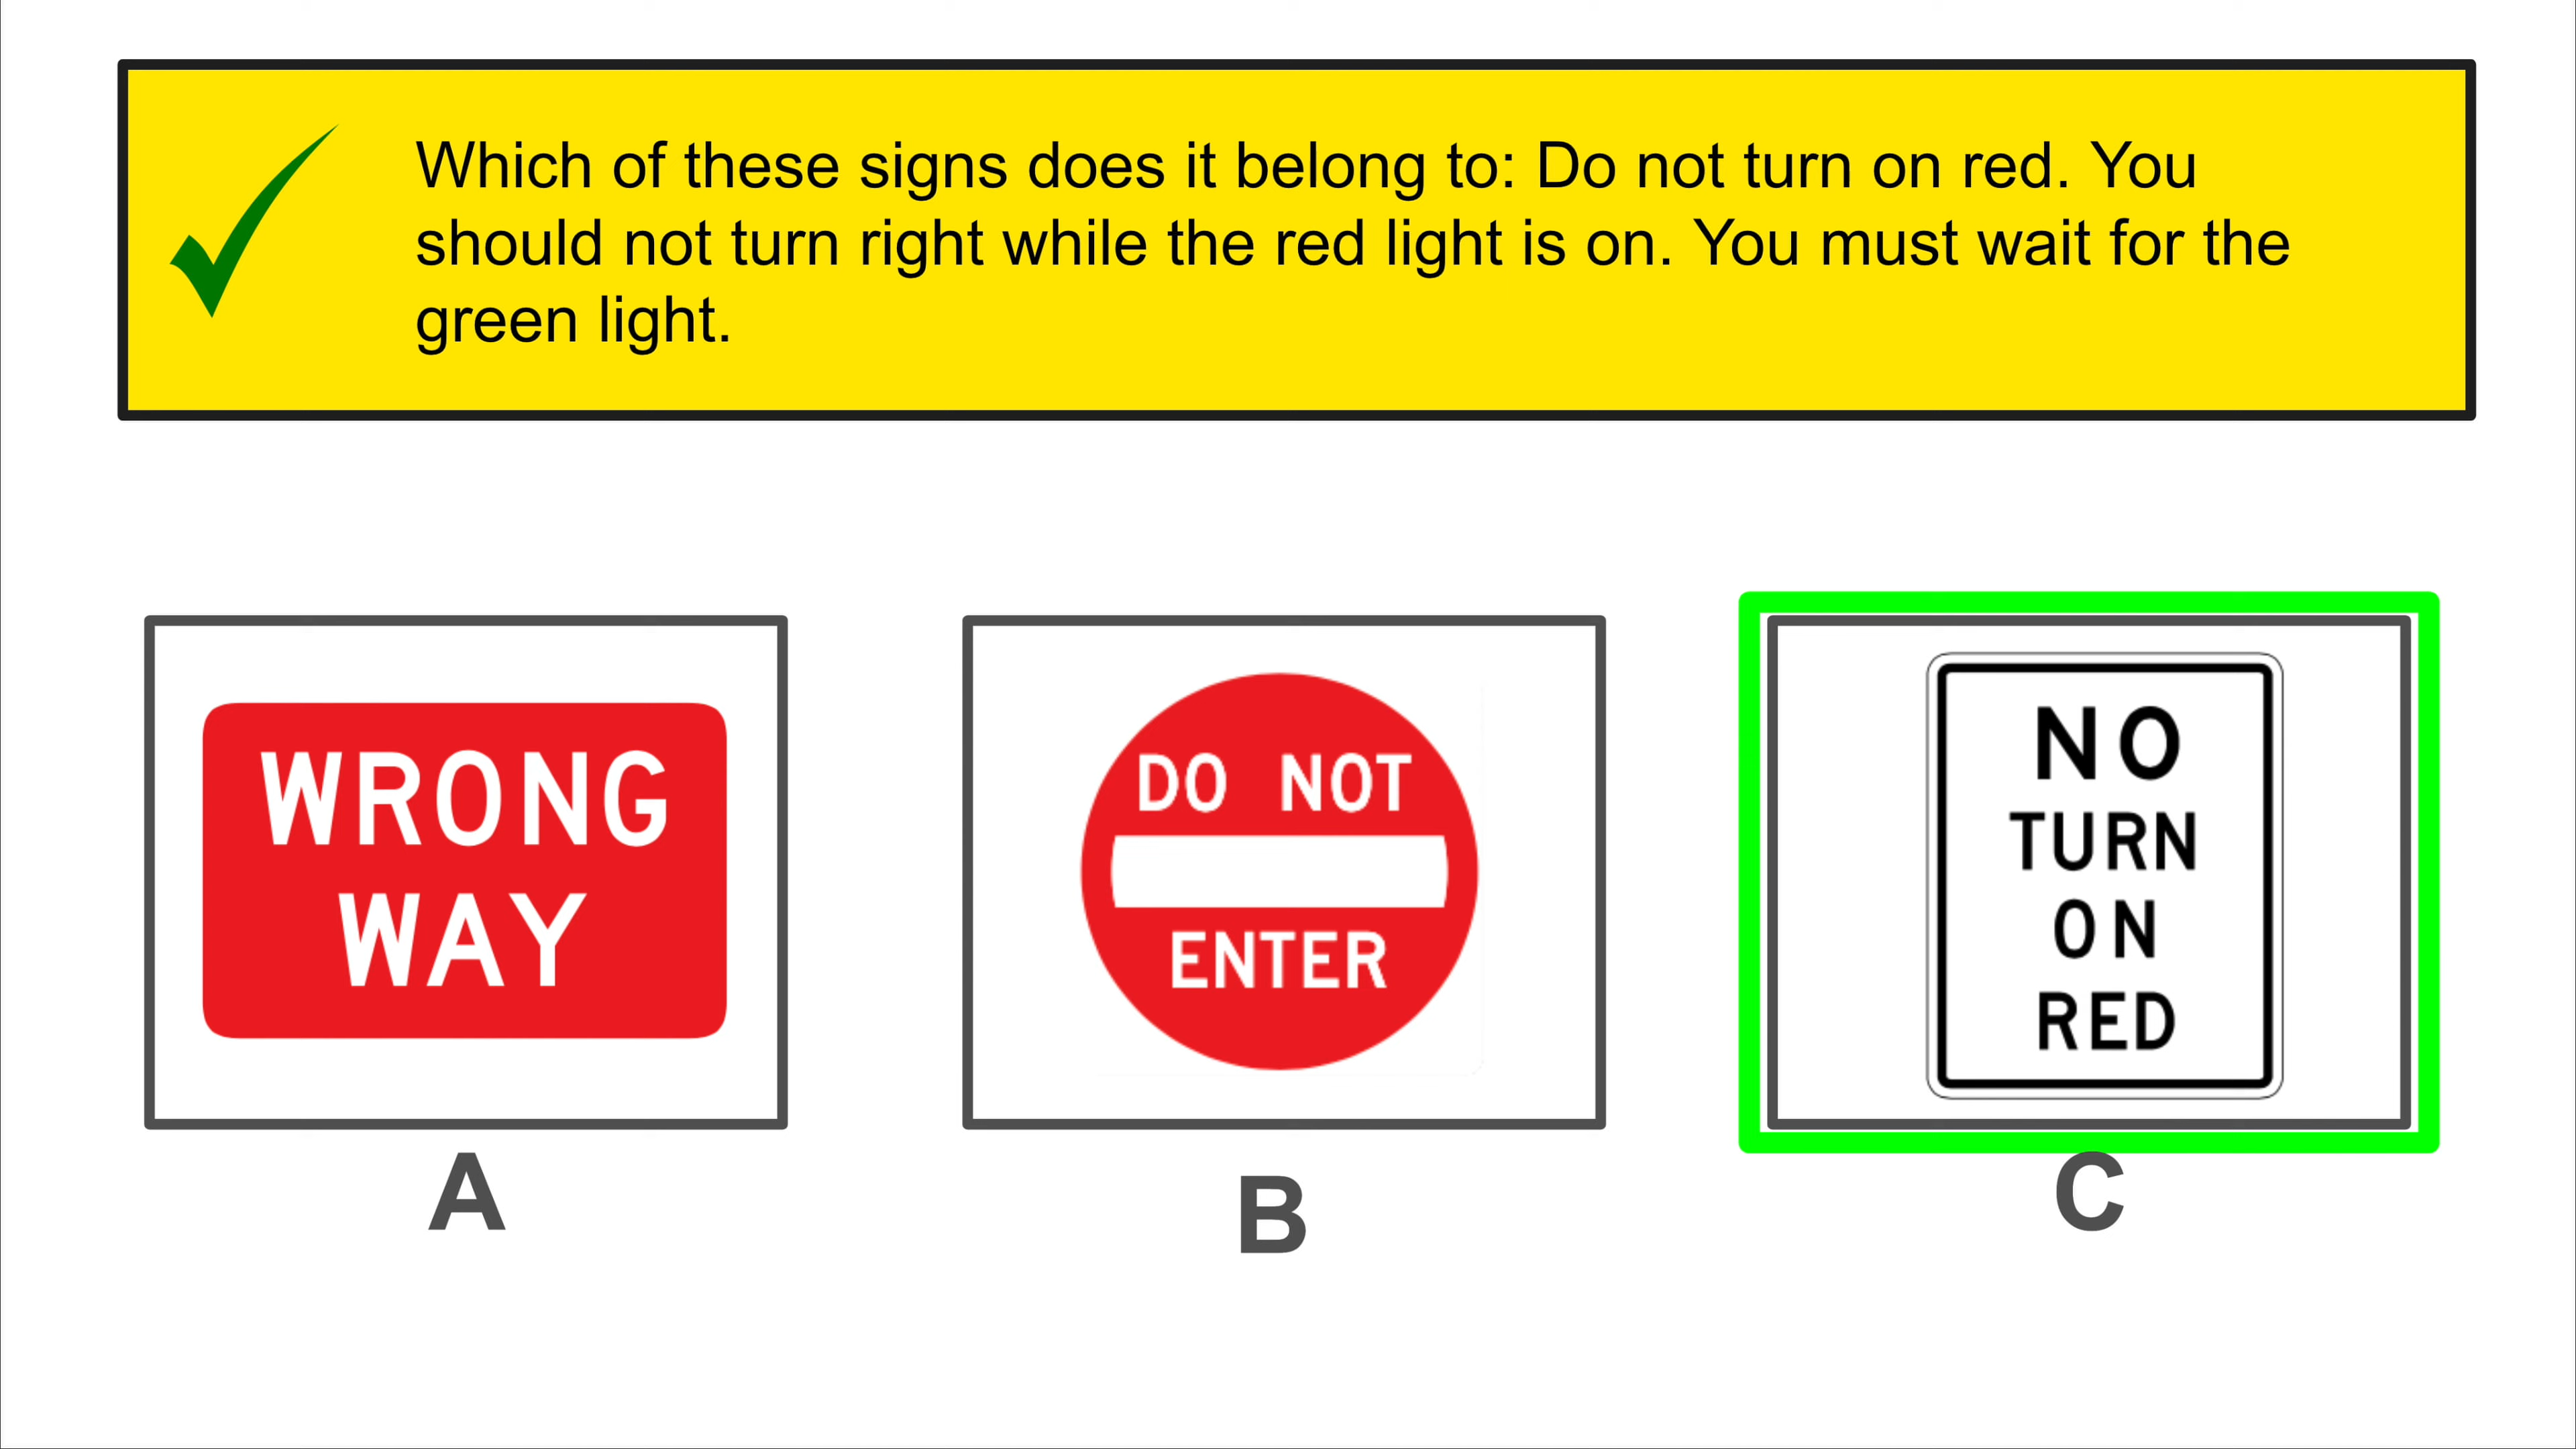 Which of these signs does it belong to: Do not turn on red. You
should not turn right while the red light is on. You must wait for the
green light.
WRONG
WAY
A
DO NOT
ENTER
B
NO
TURN
ON
RED
C